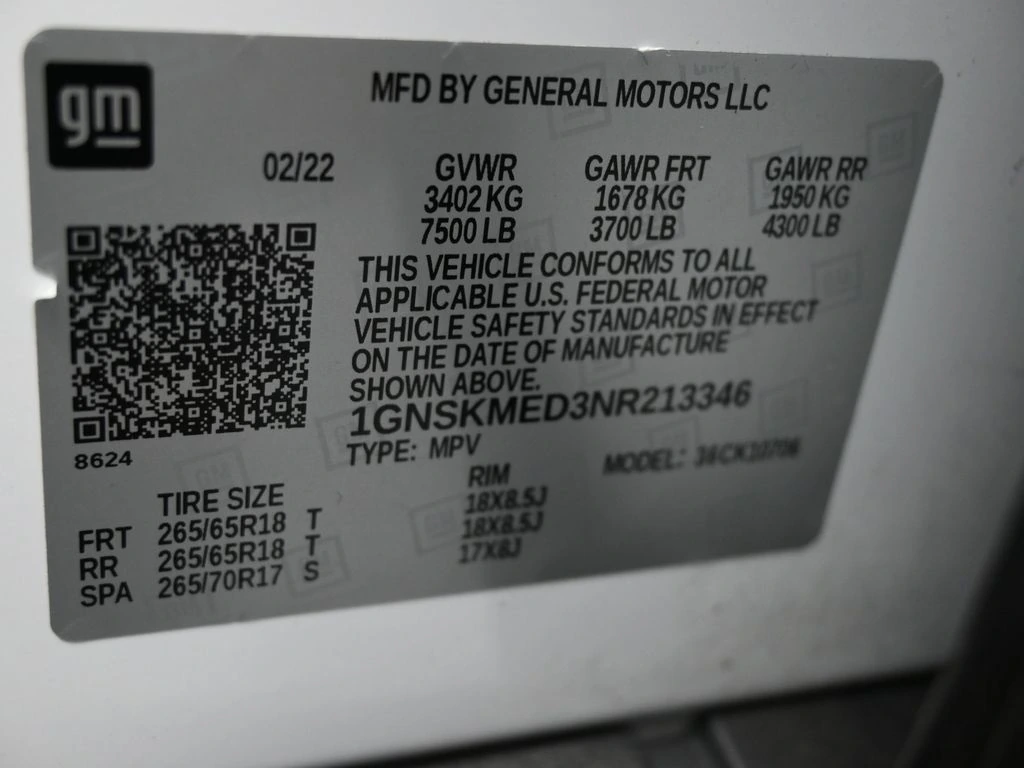 gm
MFD BY GENERAL MOTORS LLC
02/22 GVWR GAWR FRT GAWR RR
3402 KG 1678 KG 1950 KG
7500 LB 3700 LB 4300 LB
THIS VEHICLE CONFORMS TO ALL
APPLICABLE U.S. FEDERAL MOTOR
VEHICLE SAFETY STANDARDS IN EFFECT
ON THE DATE OF MANUFACTURE
SHOWN ABOVE.
1GNSKMED3NR213346
TYPE: MPV MODEL:
8624
TIRE SIZE RIM
FRT 265/65R18 T 18X8.5J
RR 265/65R18 T 18X8.5J
SPA 265/70R17 S 17X8J